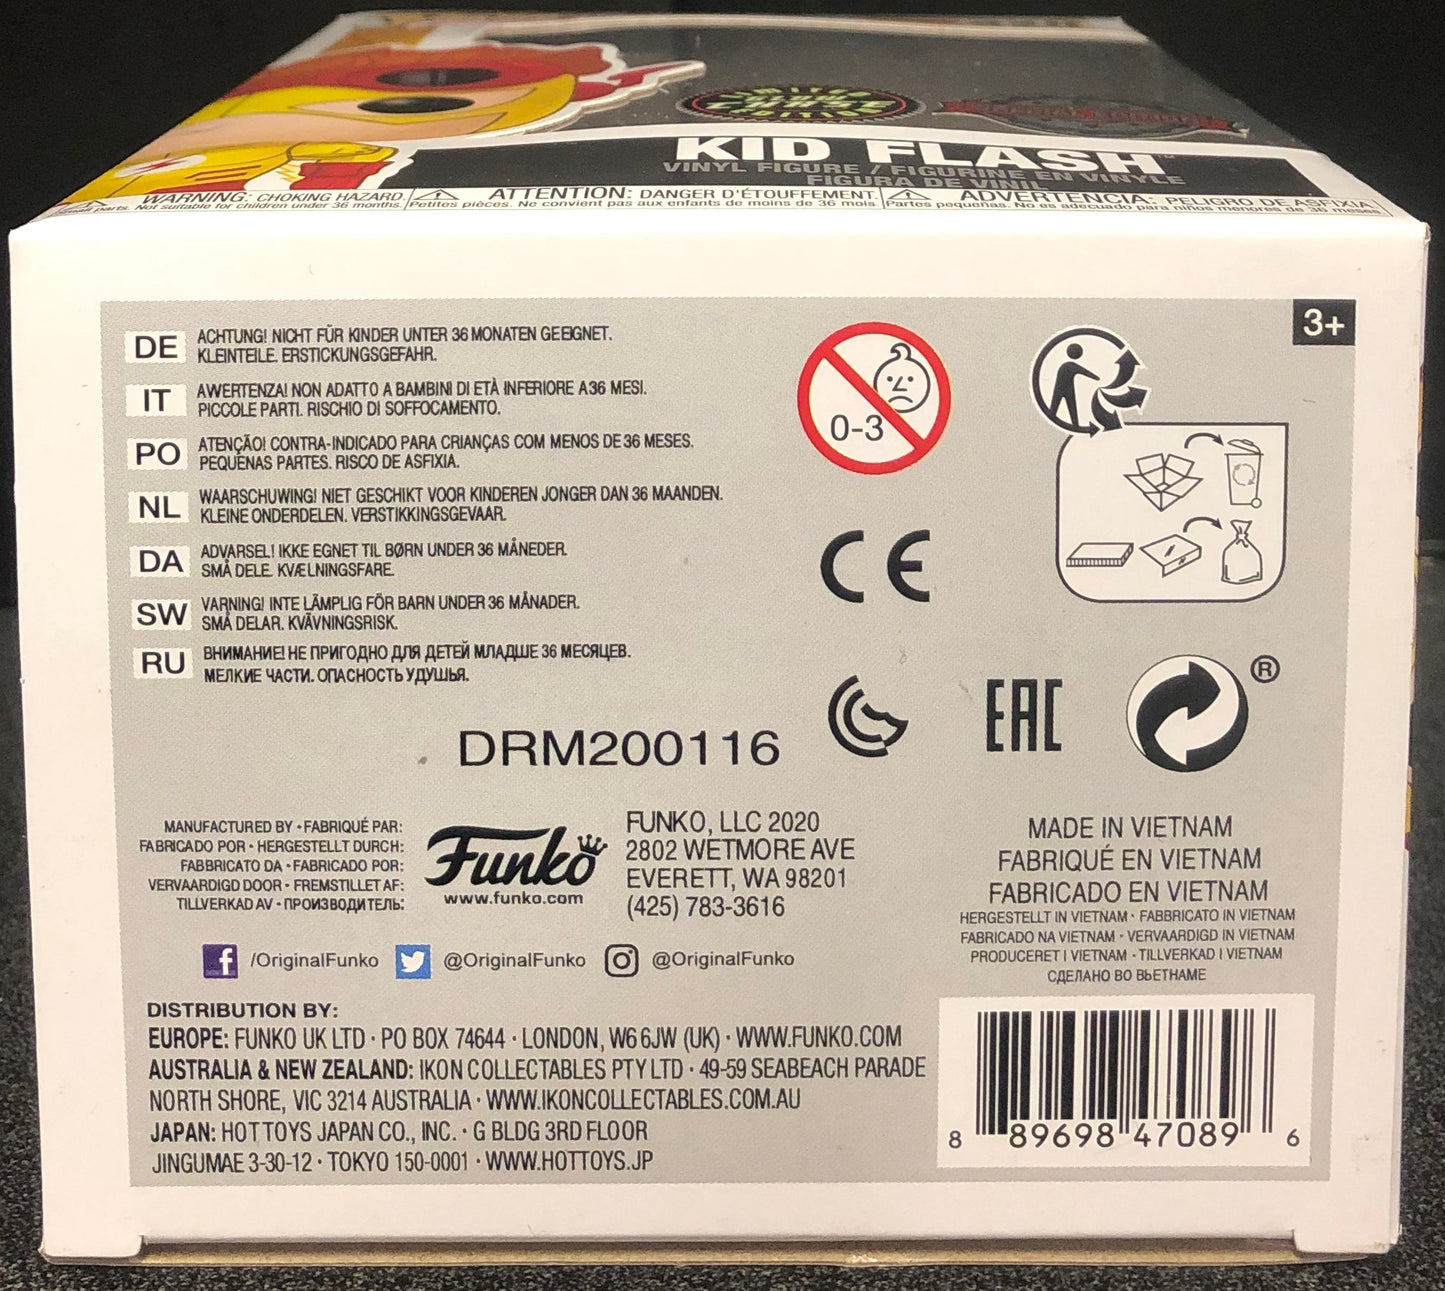 LIMITED
CHASE
EDITION
KID FLASH™
VINYL FIGURE / FIGURINE EN VINYLE
FIGURA DE VINIL
WARNING: CHOKING HAZARD.
parts. Not suitable for children under 36 months.
ATTENTION: DANGER D'ÉTOUFFEMENT.
Petites pièces. Ne convient pas aux enfants de moins de 36 mois.
ADVERTENCIA: PELIGRO DE ASFIXIA
Partes pequeñas. No es adecuado para niños menores de 36 meses
3+
DE
ACHTUNG! NICHT FÜR KINDER UNTER 36 MONATEN GEEIGNET.
KLEINTEILE. ERSTICKUNGSGEFAHR.
IT
AWERTENZA! NON ADATTO A BAMBINI DI ETÀ INFERIORE A36 MESI.
PICCOLE PARTI. RISCHIO DI SOFFOCAMENTO.
PO
ATENÇÃO! CONTRA-INDICADO PARA CRIANÇAS COM MENOS DE 36 MESES.
PEQUENAS PARTES. RISCO DE ASFIXIA.
NL
WAARSCHUWING! NIET GESCHIKT VOOR KINDEREN JONGER DAN 36 MAANDEN.
KLEINE ONDERDELEN. VERSTIKKINGSGEVAAR.
DA
ADVARSEL! IKKE EGNET TIL BØRN UNDER 36 MÅNEDER.
SMÅ DELE. KVÆLNINGSFARE.
SW
VARNING! INTE LÄMPLIG FÖR BARN UNDER 36 MÅNADER.
SMÅ DELAR. KVÄVNINGSRISK.
RU
ВНИМАНИЕ! НЕ ПРИГОДНО ДЛЯ ДЕТЕЙ МЛАДШЕ 36 МЕСЯЦЕВ.
МЕЛКИЕ ЧАСТИ. ОПАСНОСТЬ УДУШЬЯ.
0-3
CE
EAC
®
DRM200116
MANUFACTURED BY • FABRIQUÉ PAR:
FABRICADO POR • HERGESTELLT DURCH:
FABBRICATO DA • FABRICADO POR:
VERVAARDIGD DOOR • FREMSTILLET AF:
TILLVERKAD AV • ПРОИЗВОДИТЕЛЬ:
Funko
www.funko.com
FUNKO, LLC 2020
2802 WETMORE AVE
EVERETT, WA 98201
(425) 783-3616
MADE IN VIETNAM
FABRIQUÉ EN VIETNAM
FABRICADO EN VIETNAM
HERGESTELLT IN VIETNAM • FABBRICATO IN VIETNAM
FABRICADO NA VIETNAM • VERVAARDIGD IN VIETNAM
PRODUCERET I VIETNAM • TILLVERKAD I VIETNAM
СДЕЛАНО ВО ВЬЕТНАМЕ
f /OriginalFunko @OriginalFunko @OriginalFunko
DISTRIBUTION BY:
EUROPE: FUNKO UK LTD • PO BOX 74644 • LONDON, W6 6JW (UK) • WWW.FUNKO.COM
AUSTRALIA & NEW ZEALAND: IKON COLLECTABLES PTY LTD • 49-59 SEABEACH PARADE
NORTH SHORE, VIC 3214 AUSTRALIA • WWW.IKONCOLLECTABLES.COM.AU
JAPAN: HOT TOYS JAPAN CO., INC. • G BLDG 3RD FLOOR
JINGUMAE 3-30-12 • TOKYO 150-0001 • WWW.HOTTOYS.JP
8 89698 47089 6